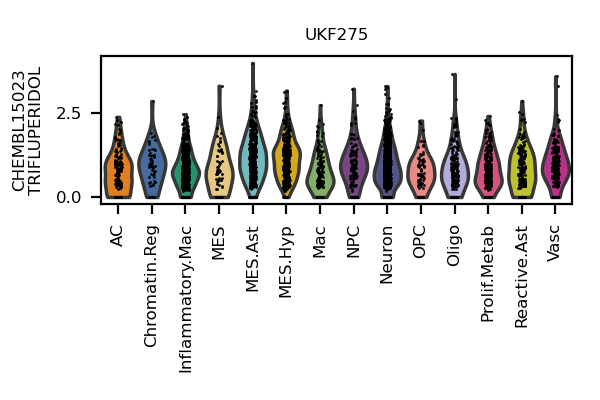 UKF275
CHEMBL15023
TRIFLUPERIDOL
2.5
0.0
AC
Chromatin.Reg
Inflammatory.Mac
MES
MES.Ast
MES.Hyp
Mac
NPC
Neuron
OPC
Oligo
Prolif.Metab
Reactive.Ast
Vasc